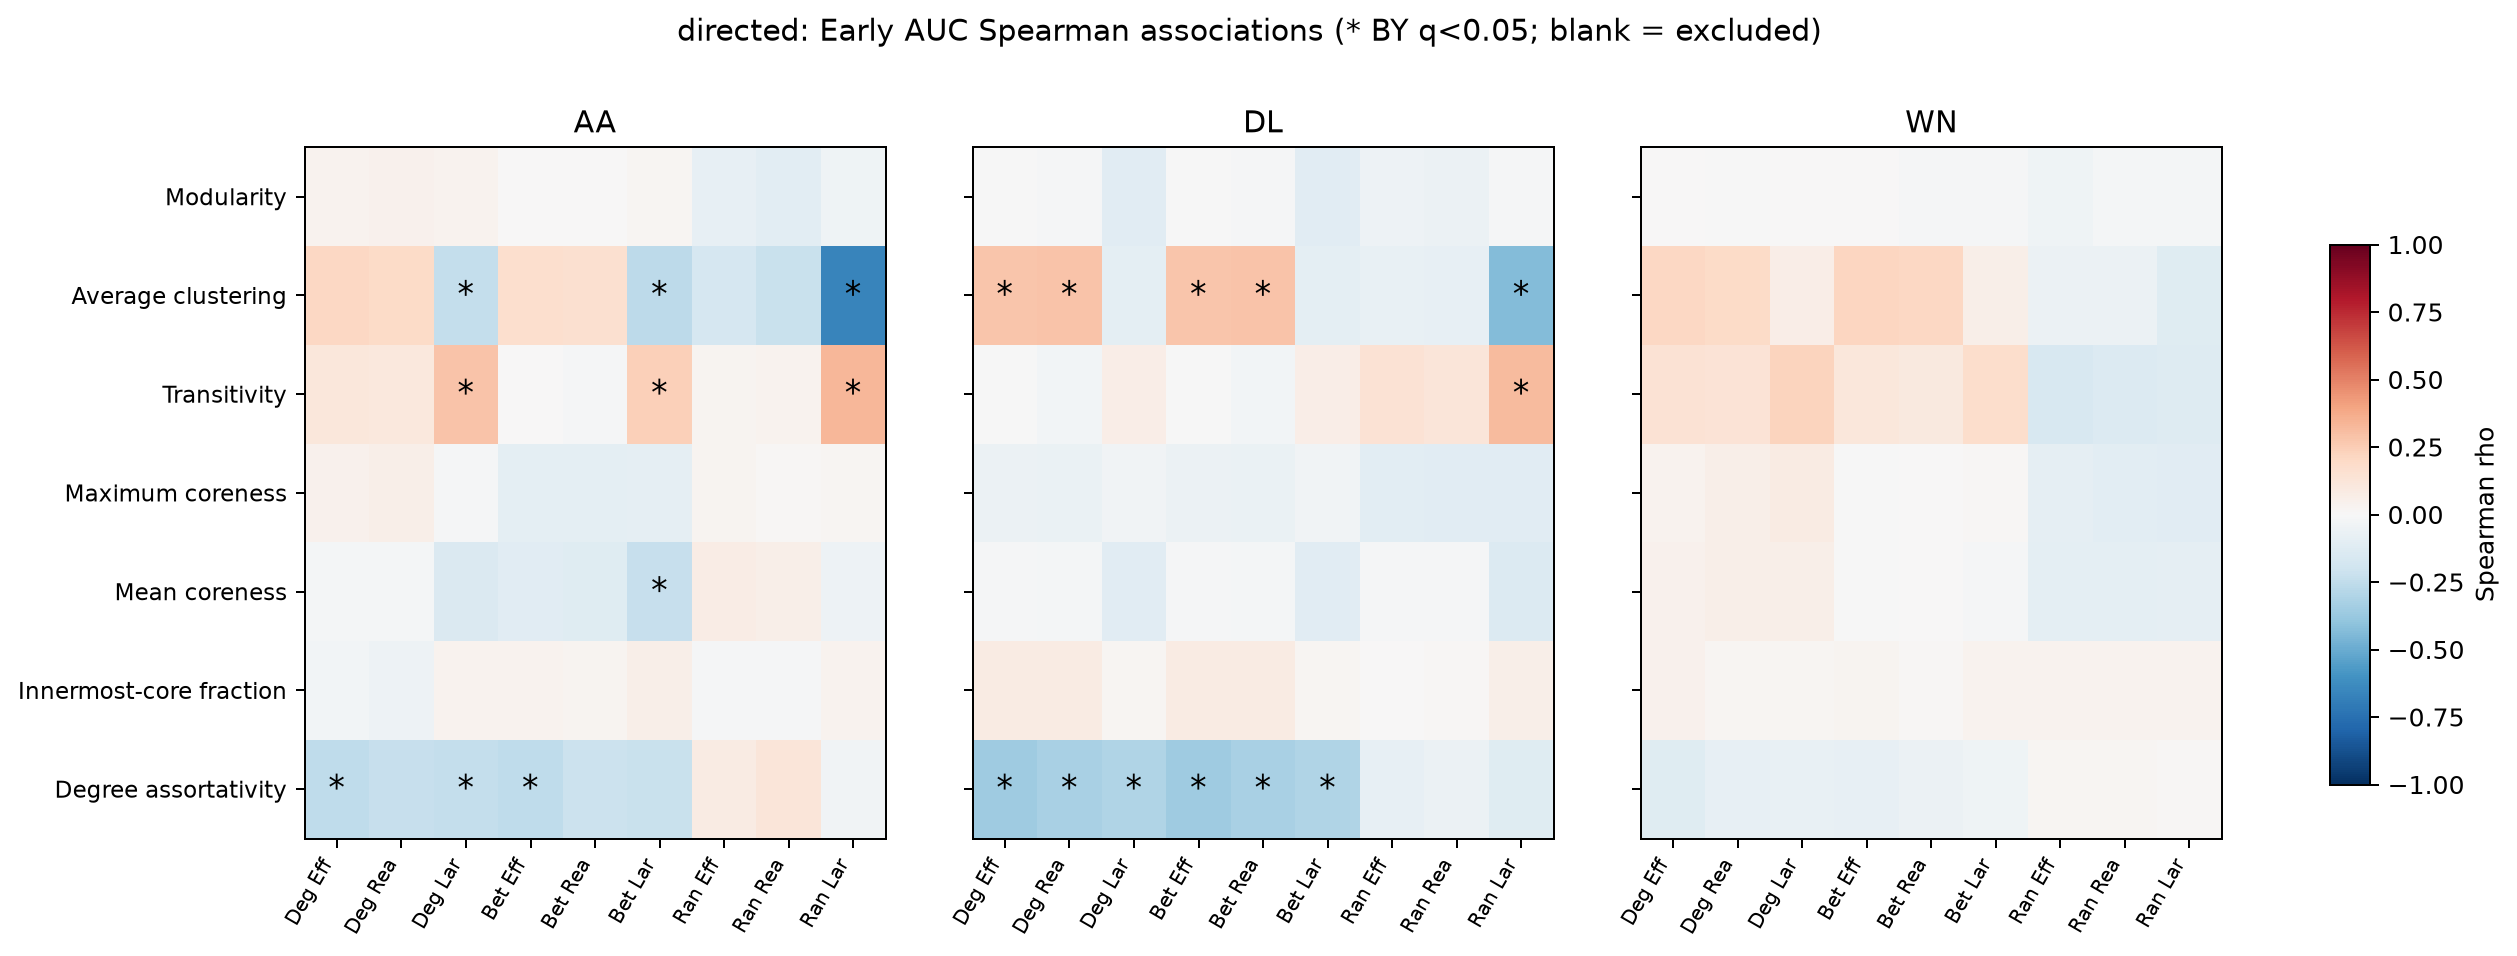 directed: Early AUC Spearman associations (* BY q<0.05; blank = excluded)
AA
DL
WN
Modularity
Average clustering
Transitivity
Maximum coreness
Mean coreness
Innermost-core fraction
Degree assortativity
* * *
* * * * *
* * *
*
*
* * *
* * * * * *
Deg Eff
Deg Rea
Deg Lar
Bet Eff
Bet Rea
Bet Lar
Ran Eff
Ran Rea
Ran Lar
Deg Eff
Deg Rea
Deg Lar
Bet Eff
Bet Rea
Bet Lar
Ran Eff
Ran Rea
Ran Lar
Deg Eff
Deg Rea
Deg Lar
Bet Eff
Bet Rea
Bet Lar
Ran Eff
Ran Rea
Ran Lar
1.00
0.75
0.50
0.25
0.00
−0.25
−0.50
−0.75
−1.00
Spearman rho